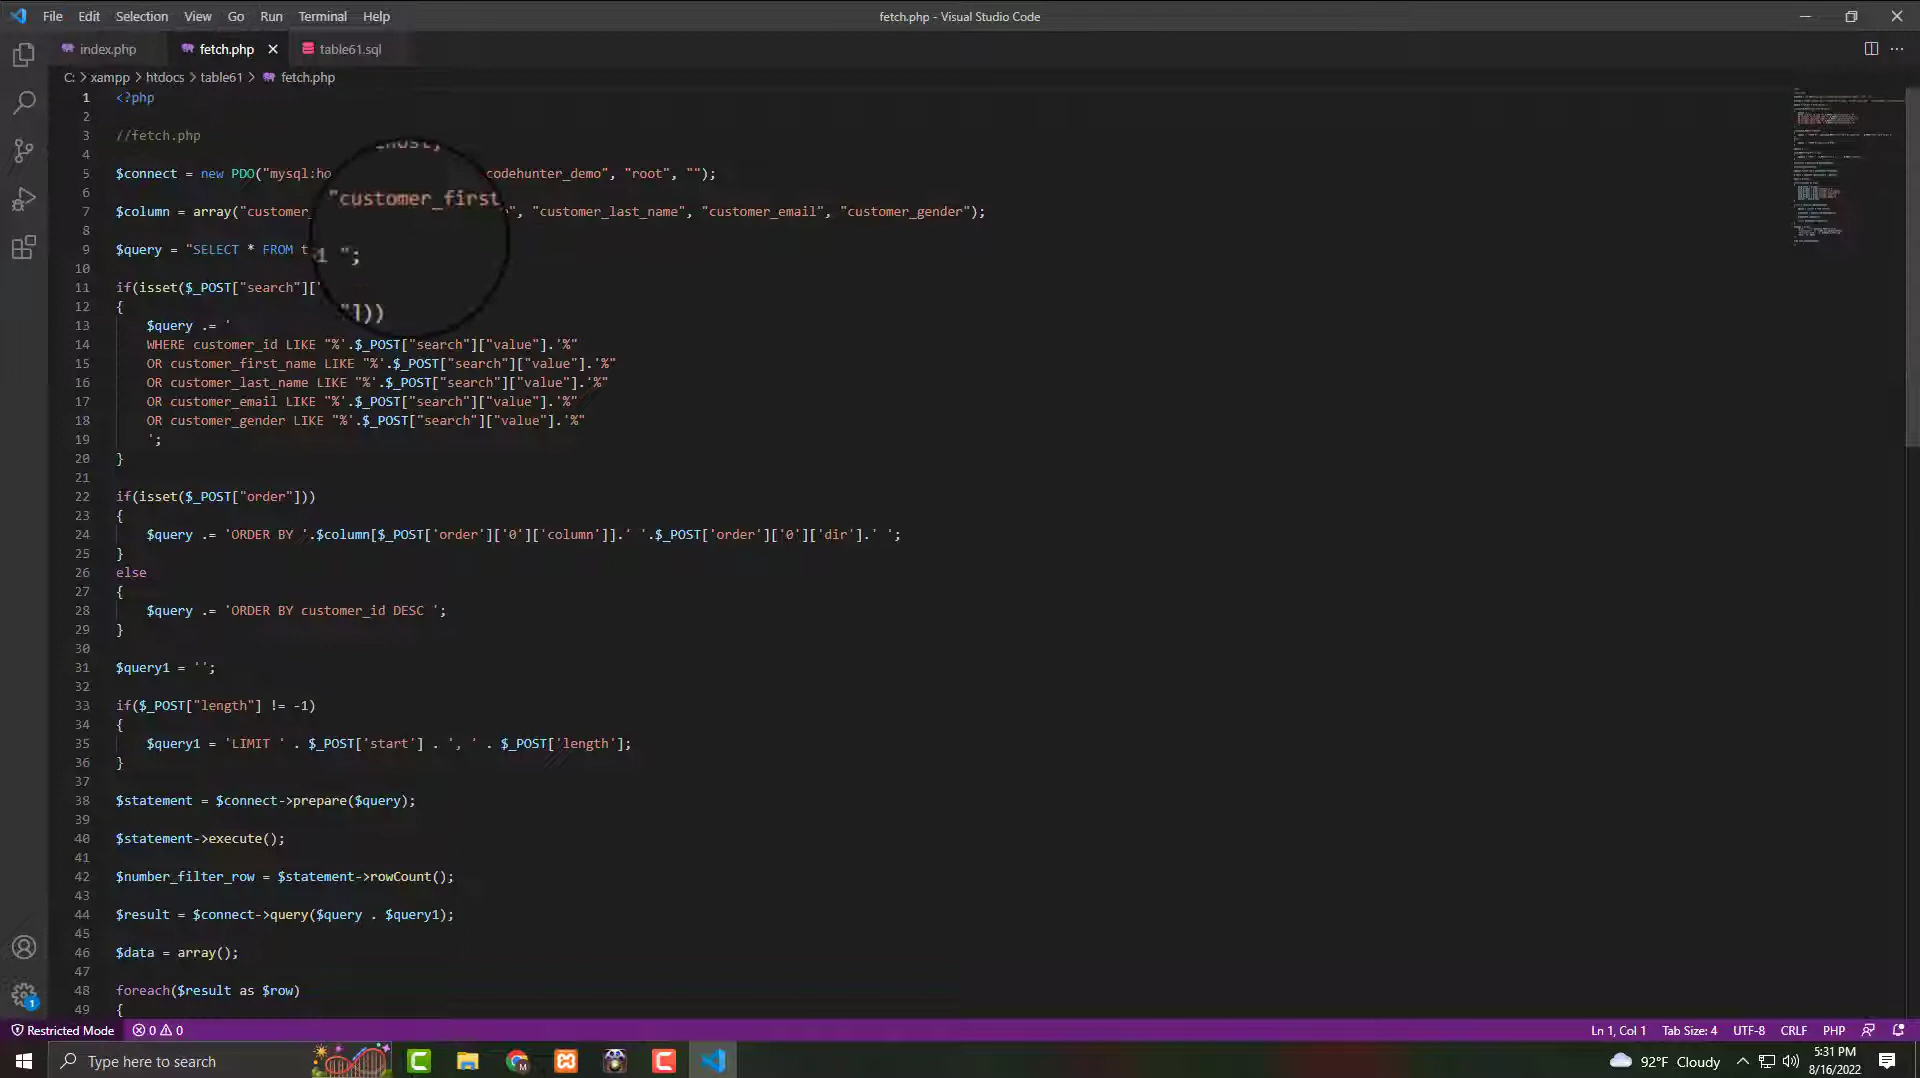 File Edit Selection View Go Run Terminal Help
fetch.php - Visual Studio Code
index.php
fetch.php
table61.sql
C: > xampp > htdocs > table61 > fetch.php
1 <?php
2
3 //fetch.php
4
5 $connect = new PDO("mysql:ho codehunter_demo", "root", "");
6
7 $column = array("customer_ "customer_first ", "customer_last_name", "customer_email", "customer_gender");
8
9 $query = "SELECT * FROM t 1 ";
10
11 if(isset($_POST["search"][" "]))
12 {
13 $query .= '
14 WHERE customer_id LIKE "%'.$_POST["search"]["value"].'%"
15 OR customer_first_name LIKE "%'.$_POST["search"]["value"].'%"
16 OR customer_last_name LIKE "%'.$_POST["search"]["value"].'%"
17 OR customer_email LIKE "%'.$_POST["search"]["value"].'%"
18 OR customer_gender LIKE "%'.$_POST["search"]["value"].'%"
19 ';
20 }
21
22 if(isset($_POST["order"]))
23 {
24 $query .= 'ORDER BY '.$column[$_POST['order']['0']['column']].' '.$_POST['order']['0']['dir'].' ';
25 }
26 else
27 {
28 $query .= 'ORDER BY customer_id DESC ';
29 }
30
31 $query1 = '';
32
33 if($_POST["length"] != -1)
34 {
35 $query1 = 'LIMIT ' . $_POST['start'] . ', ' . $_POST['length'];
36 }
37
38 $statement = $connect->prepare($query);
39
40 $statement->execute();
41
42 $number_filter_row = $statement->rowCount();
43
44 $result = $connect->query($query . $query1);
45
46 $data = array();
47
48 foreach($result as $row)
49 {
1
Restricted Mode 0 0
Ln 1, Col 1 Tab Size: 4 UTF-8 CRLF PHP
Type here to search
92°F Cloudy
5:31 PM
8/16/2022